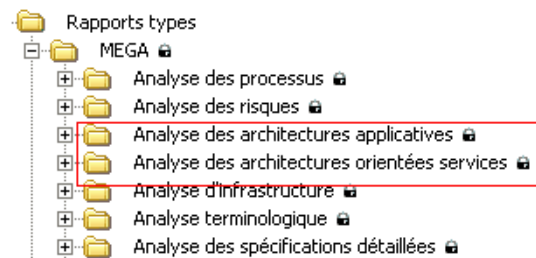 Rapports types
MEGA
Analyse des processus
Analyse des risques
Analyse des architectures applicatives
Analyse des architectures orientées services
Analyse d'infrastructure
Analyse terminologique
Analyse des spécifications détaillées